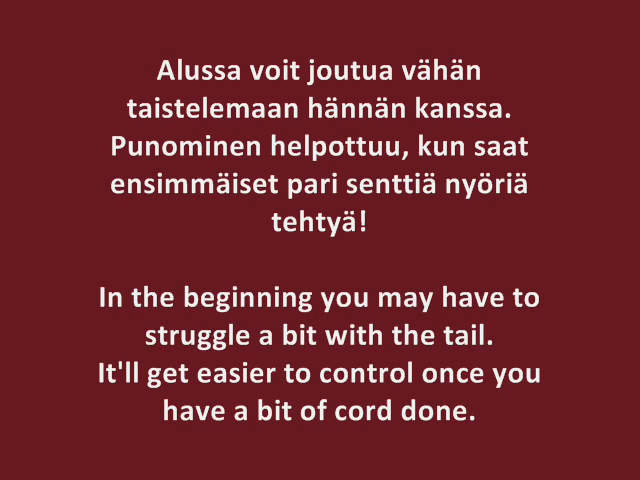 Alussa voit joutua vähän
taistelemaan hännän kanssa.
Punominen helpottuu, kun saat
ensimmäiset pari senttiä nyöriä
tehtyä!
In the beginning you may have to
struggle a bit with the tail.
It'll get easier to control once you
have a bit of cord done.